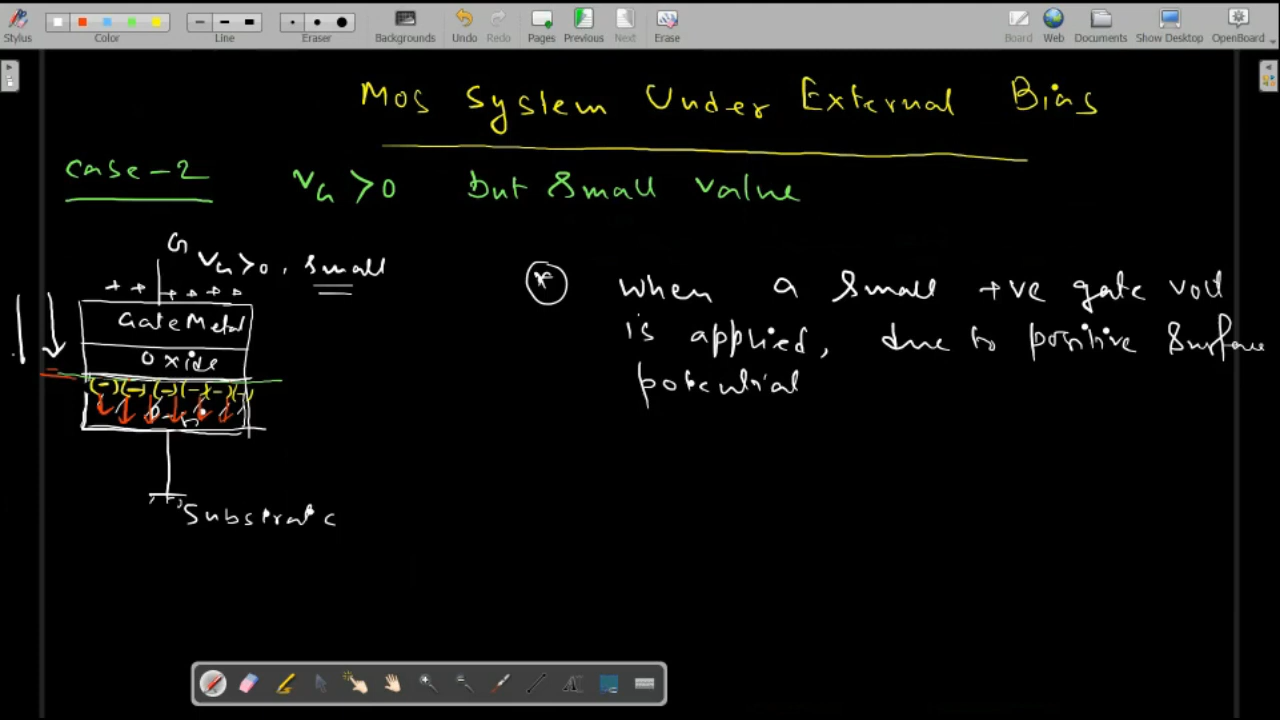 Stylus
Color
Line
Eraser
Backgrounds
Undo
Redo
Pages
Previous
Next
Erase
Board
Web
Documents
Show Desktop
OpenBoard
MOS System Under External Bias
Case-2 VG >0 but small value
G
VG>0, small
+ + + + + +
Gate Metal
Oxide
(-) (-) (-) (-) (-) (-)
Substrate
* When a small +ve gate volt
is applied, due to positive surface
potential